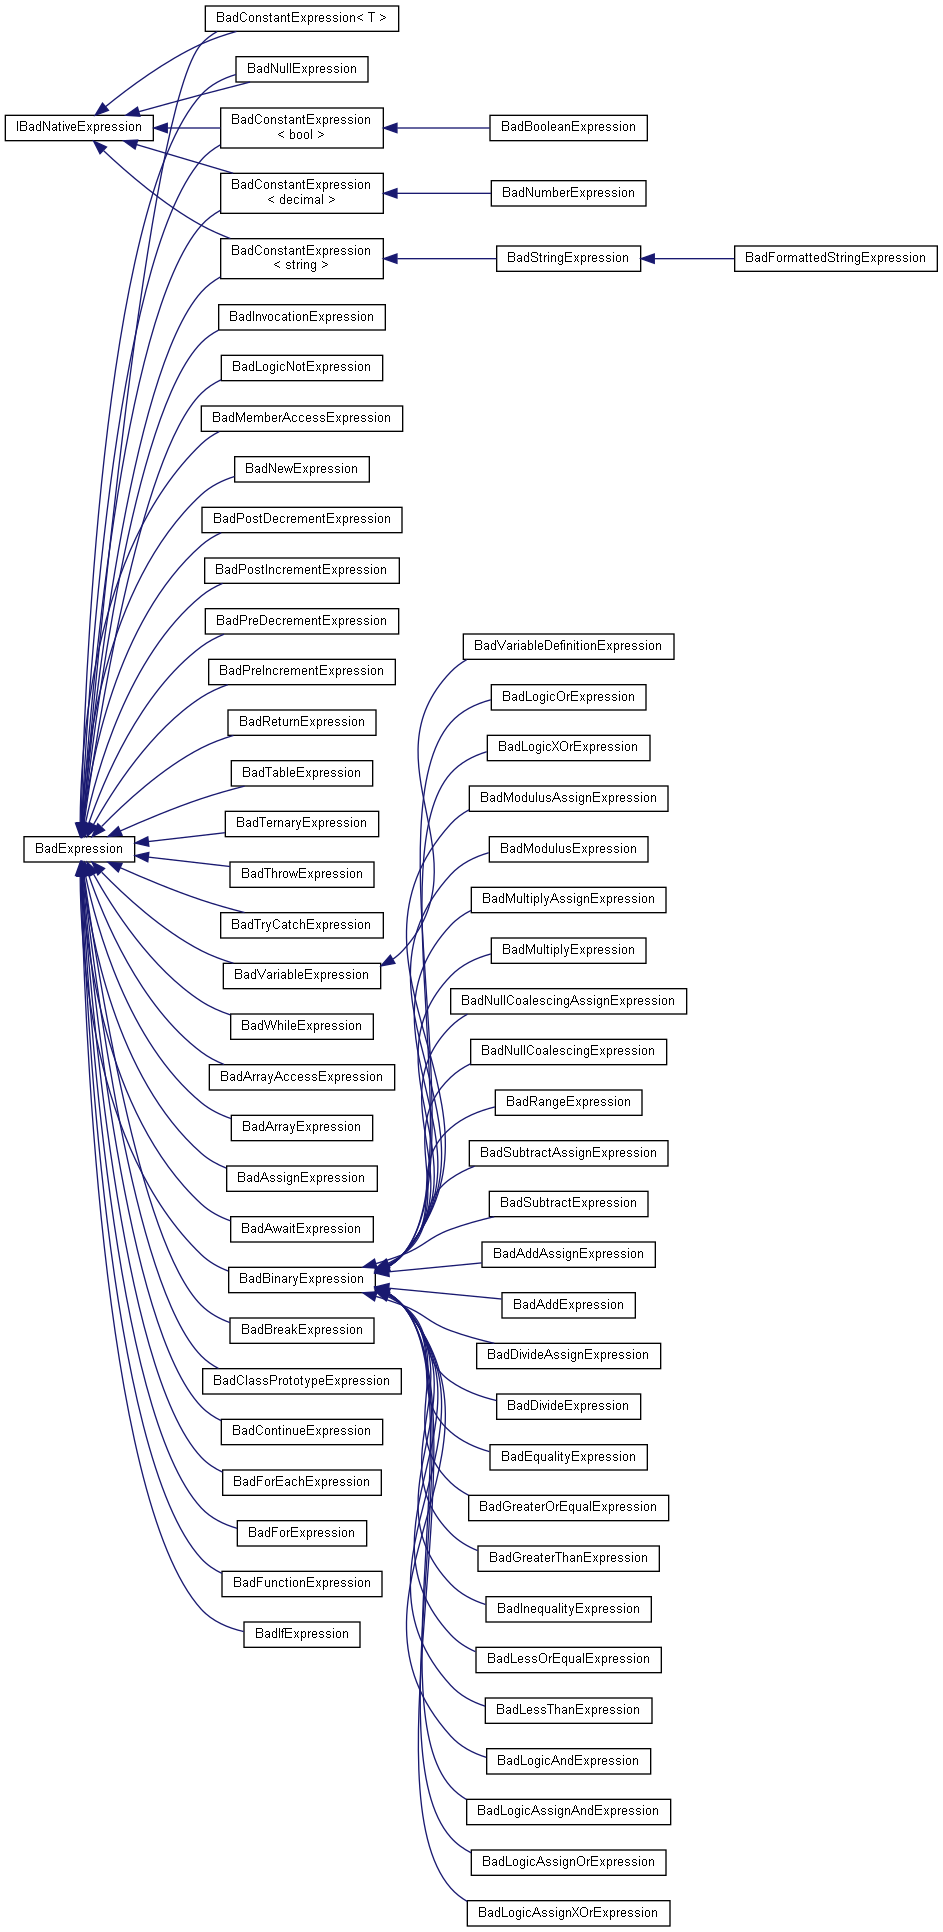 BadConstantExpression< T >
BadNullExpression
IBadNativeExpression
BadConstantExpression
< bool >
BadBooleanExpression
BadConstantExpression
< decimal >
BadNumberExpression
BadConstantExpression
< string >
BadStringExpression
BadFormattedStringExpression
BadInvocationExpression
BadLogicNotExpression
BadMemberAccessExpression
BadNewExpression
BadPostDecrementExpression
BadPostIncrementExpression
BadPreDecrementExpression
BadPreIncrementExpression
BadReturnExpression
BadTableExpression
BadTernaryExpression
BadExpression
BadThrowExpression
BadTryCatchExpression
BadVariableExpression
BadWhileExpression
BadArrayAccessExpression
BadArrayExpression
BadAssignExpression
BadAwaitExpression
BadBinaryExpression
BadBreakExpression
BadClassPrototypeExpression
BadContinueExpression
BadForEachExpression
BadForExpression
BadFunctionExpression
BadIfExpression
BadVariableDefinitionExpression
BadLogicOrExpression
BadLogicXOrExpression
BadModulusAssignExpression
BadModulusExpression
BadMultiplyAssignExpression
BadMultiplyExpression
BadNullCoalescingAssignExpression
BadNullCoalescingExpression
BadRangeExpression
BadSubtractAssignExpression
BadSubtractExpression
BadAddAssignExpression
BadAddExpression
BadDivideAssignExpression
BadDivideExpression
BadEqualityExpression
BadGreaterOrEqualExpression
BadGreaterThanExpression
BadInequalityExpression
BadLessOrEqualExpression
BadLessThanExpression
BadLogicAndExpression
BadLogicAssignAndExpression
BadLogicAssignOrExpression
BadLogicAssignXOrExpression